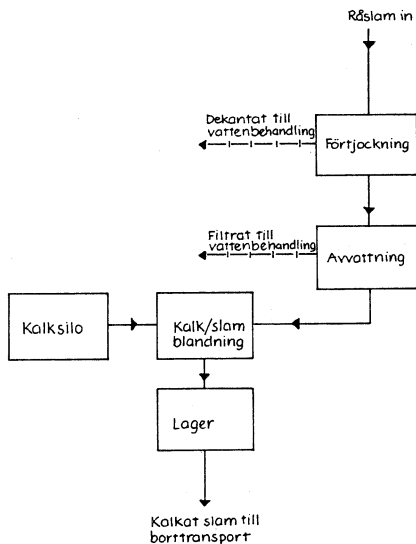 Råslam in
Dekantat till
vattenbehandling
Förtjockning
Filtrat till
vattenbehandling
Avvattning
Kalksilo
Kalk/slam
blandning
Lager
Kalkat slam till
borttransport